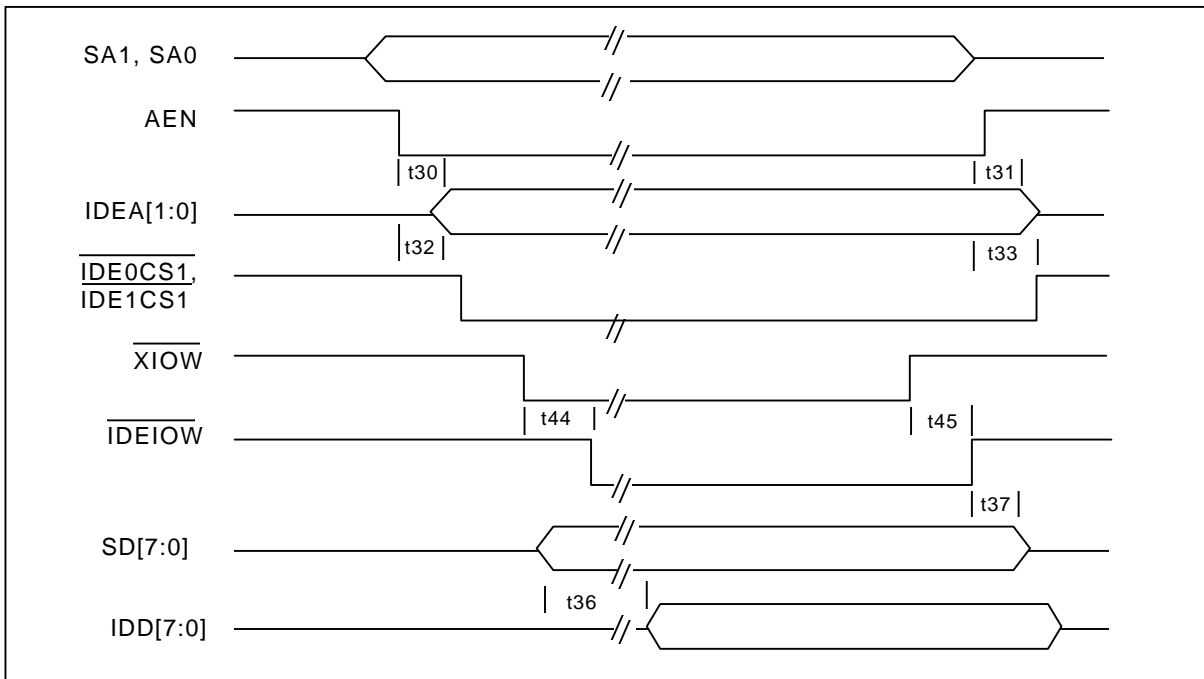 SA1, SA0
AEN
t30
t31
IDEA[1:0]
t32
t33
IDE0CS1,
IDE1CS1
XIOW
t44
t45
IDEIOW
t37
SD[7:0]
t36
IDD[7:0]